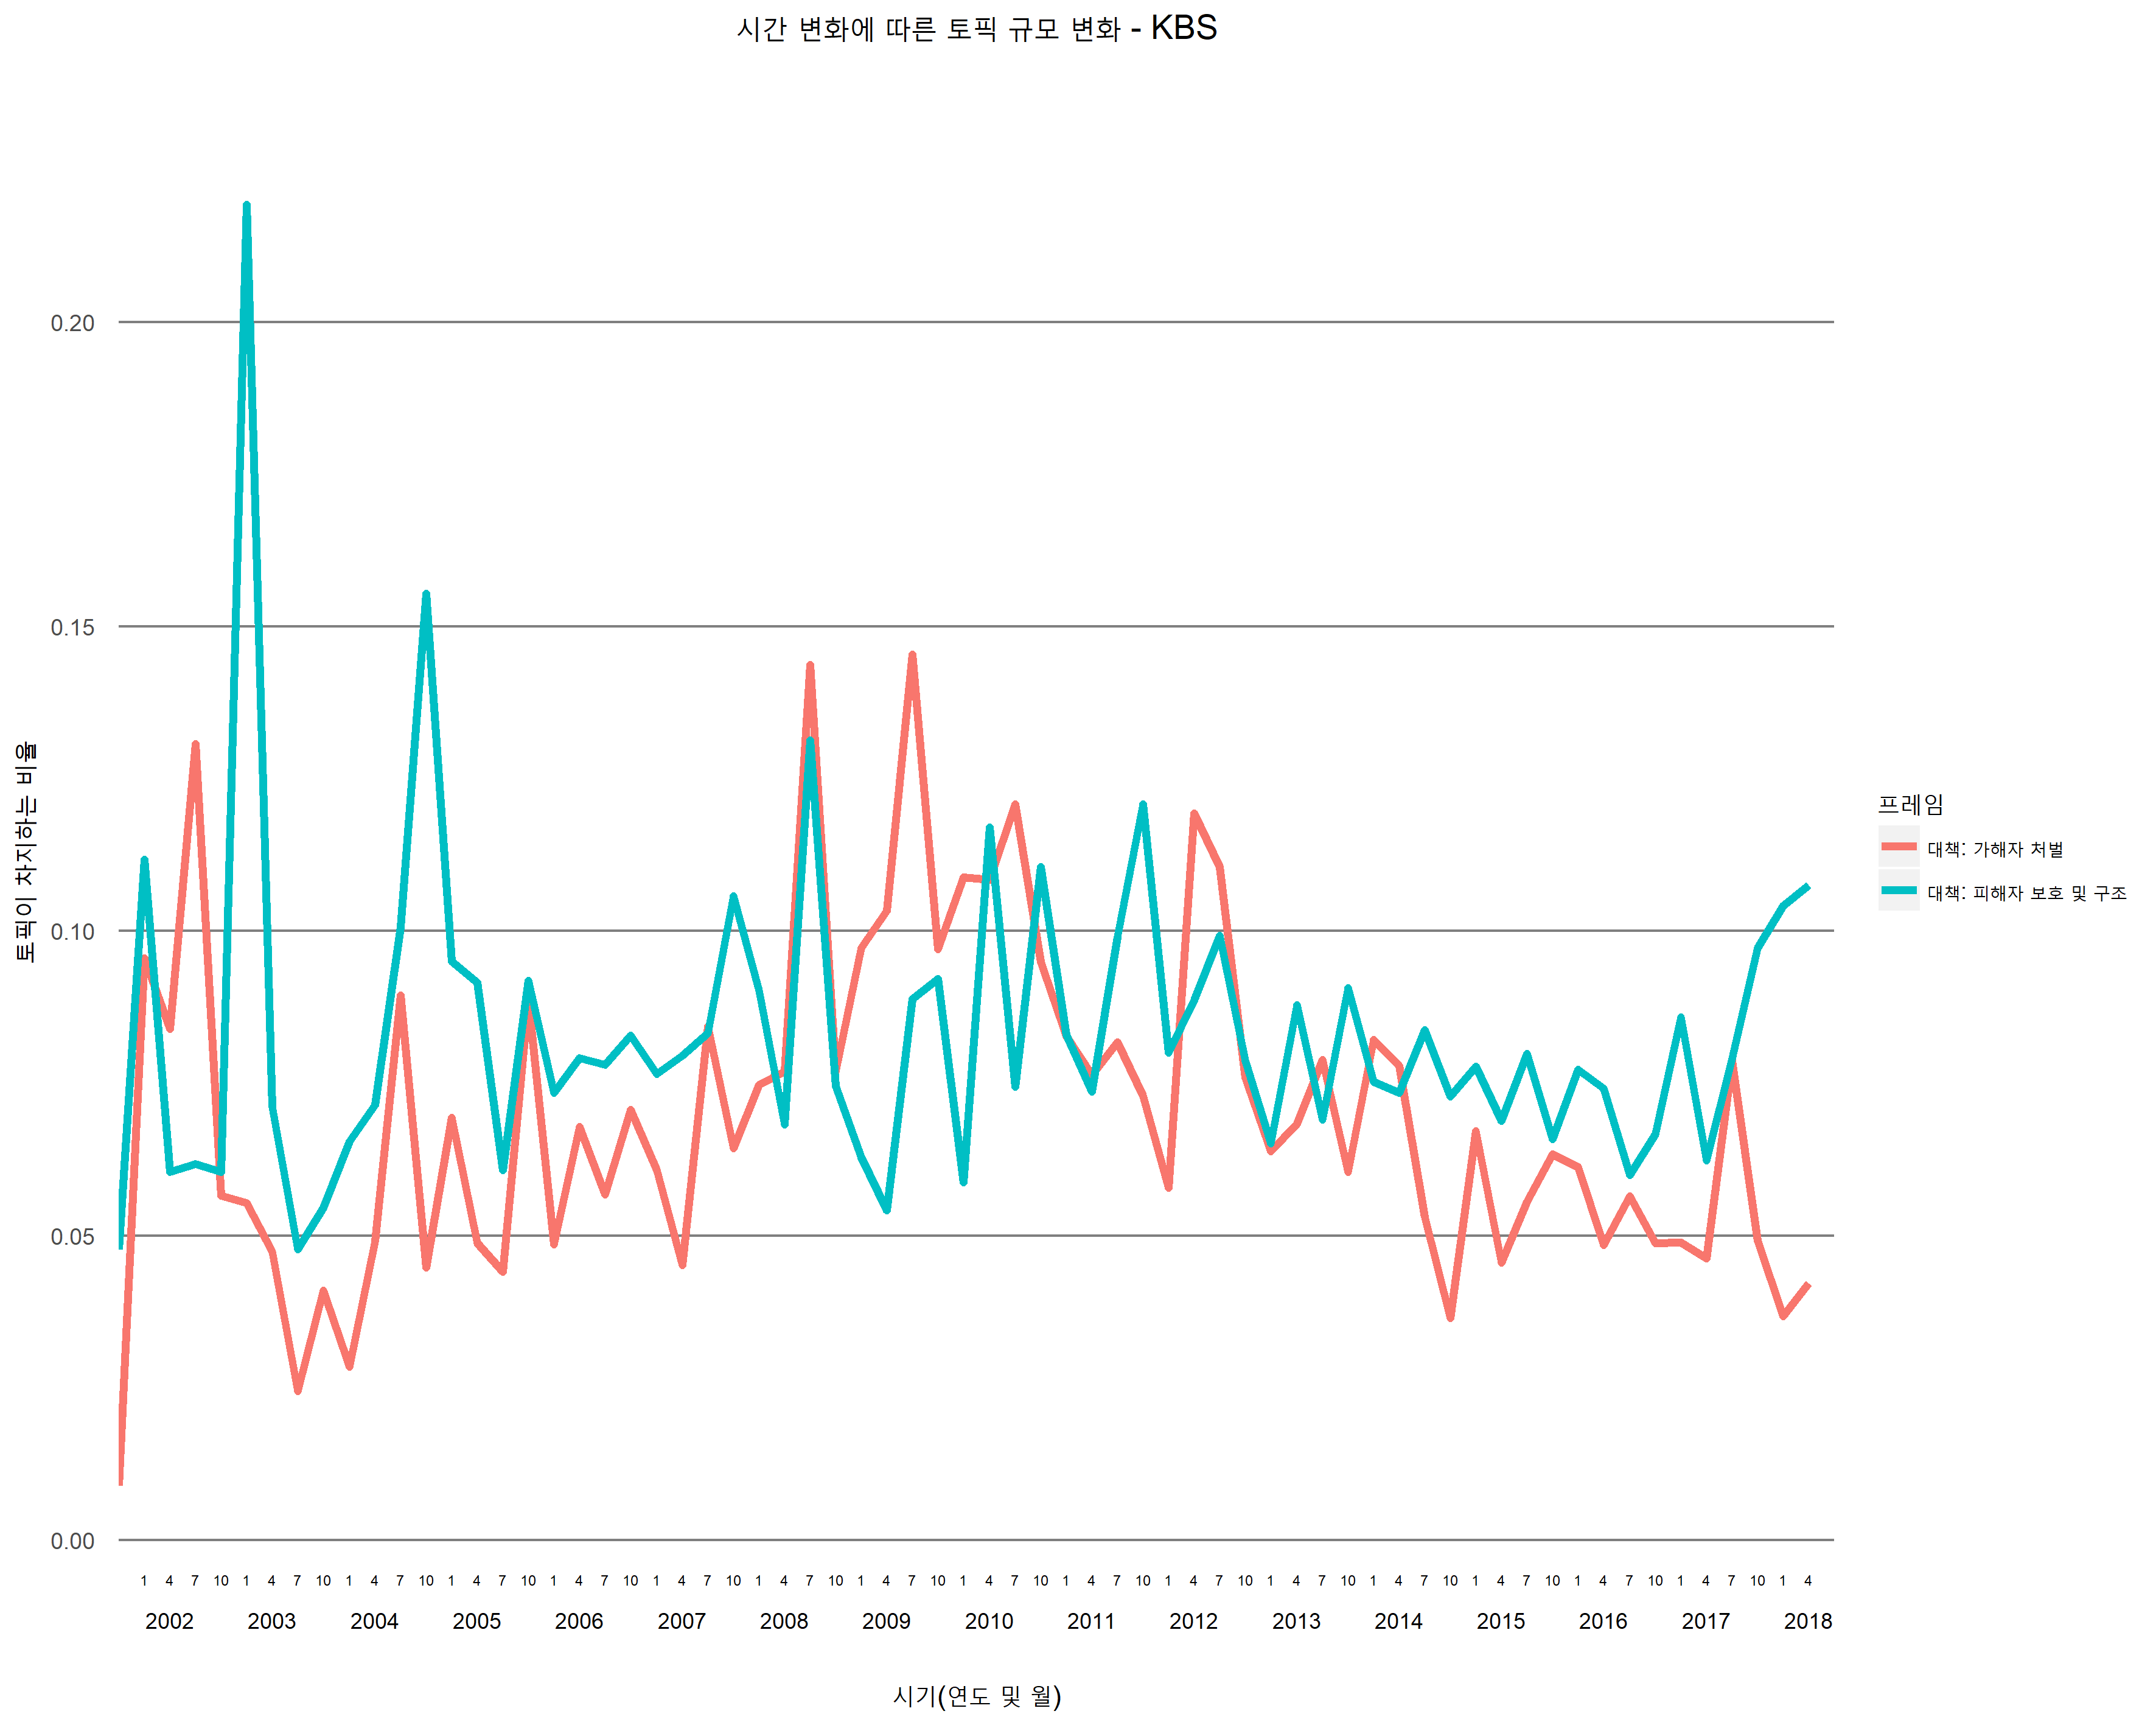 시간 변화에 따른 토픽 규모 변화 - KBS
토픽이 차지하는 비율
0.20
0.15
0.10
0.05
0.00
1 4 7 10 1 4 7 10 1 4 7 10 1 4 7 10 1 4 7 10 1 4 7 10 1 4 7 10 1 4 7 10 1 4 7 10 1 4 7 10 1 4 7 10 1 4 7 10 1 4 7 10 1 4 7 10 1 4 7 10 1 4 7 10 1 4
2002 2003 2004 2005 2006 2007 2008 2009 2010 2011 2012 2013 2014 2015 2016 2017 2018
시기(연도 및 월)
프레임
대책: 가해자 처벌
대책: 피해자 보호 및 구조